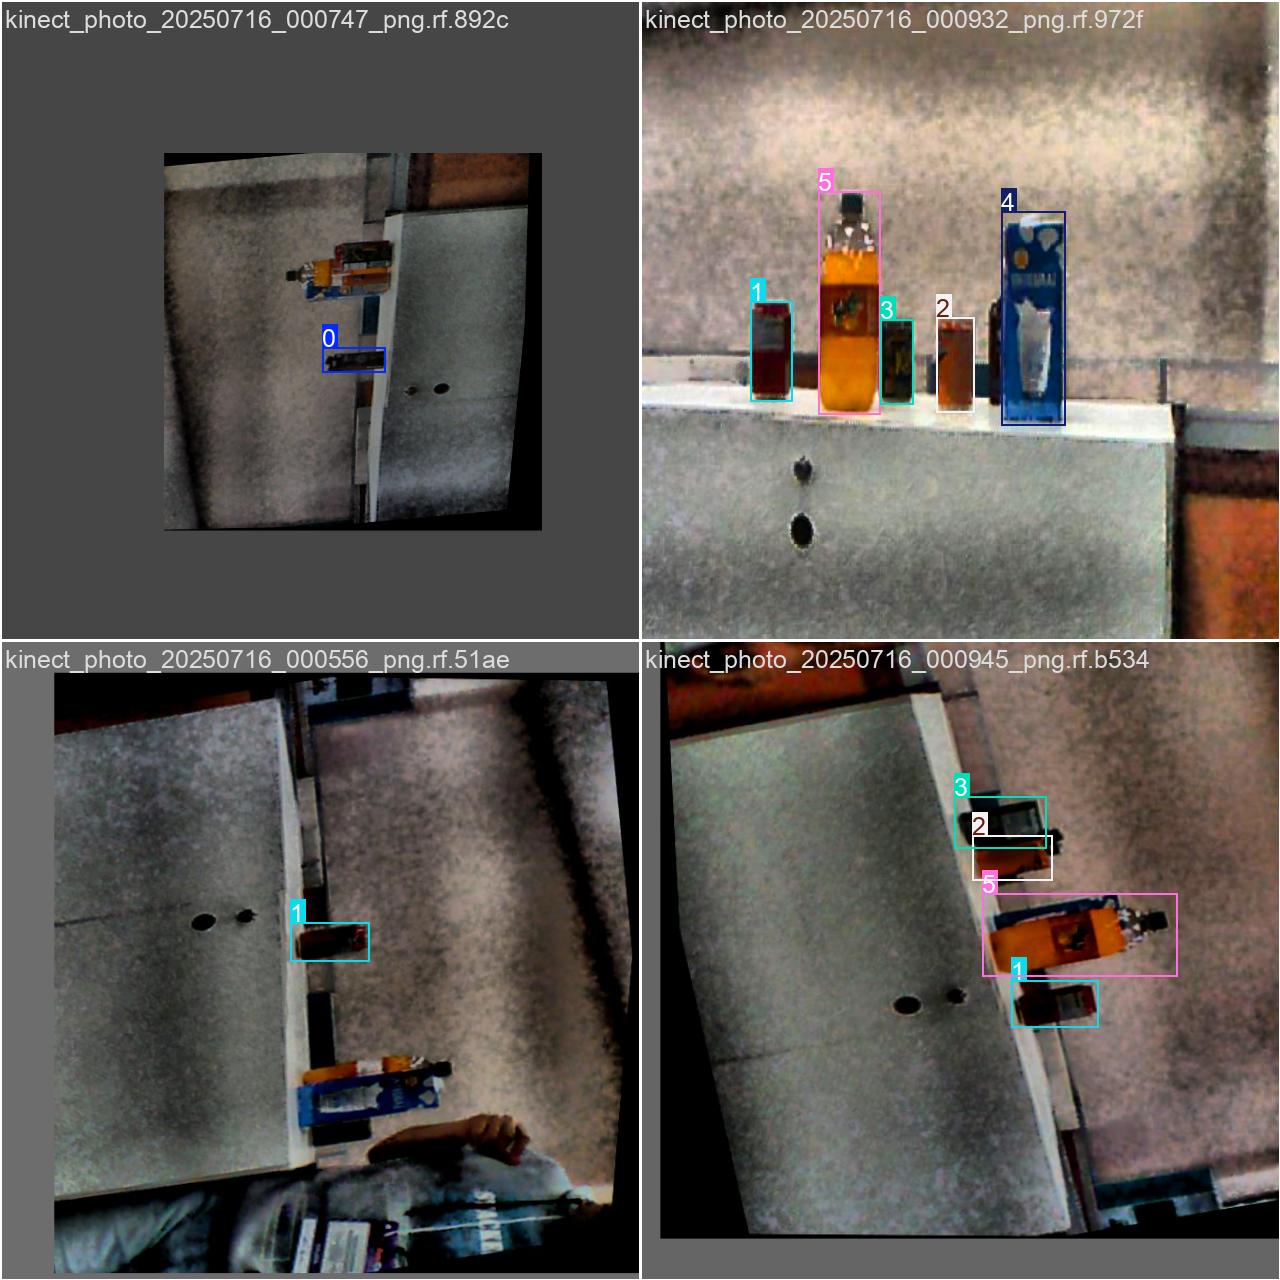 kinect_photo_20250716_000747_png.rf.892c
0
kinect_photo_20250716_000932_png.rf.972f
5
4
1
3
2
kinect_photo_20250716_000556_png.rf.51ae
1
kinect_photo_20250716_000945_png.rf.b534
3
2
5
1